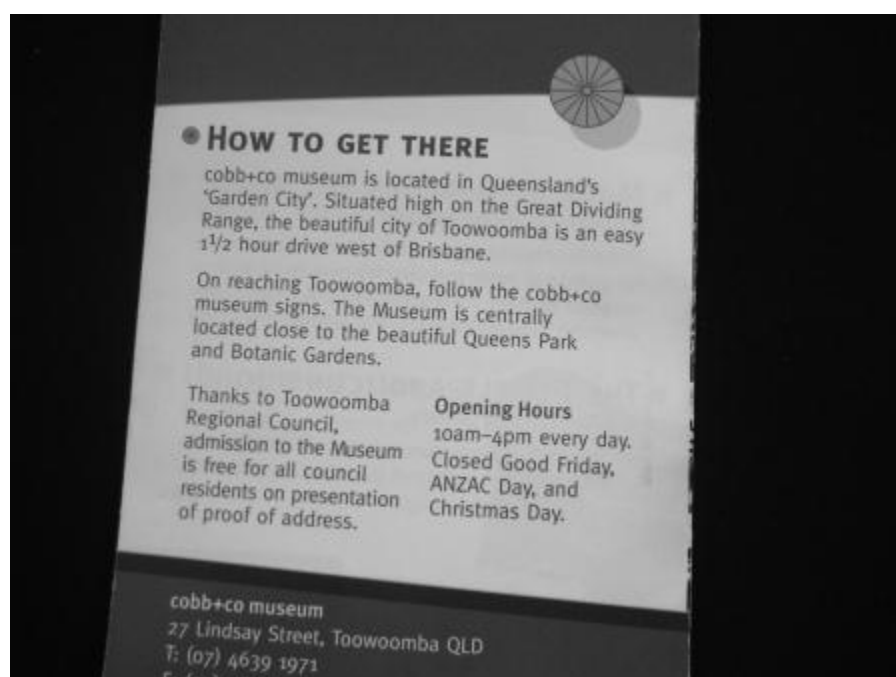 How to get there
cobb+co museum is located in Queensland's
'Garden City'. Situated high on the Great Dividing
Range, the beautiful city of Toowoomba is an easy
1½ hour drive west of Brisbane.
On reaching Toowoomba, follow the cobb+co
museum signs. The Museum is centrally
located close to the beautiful Queens Park
and Botanic Gardens.
Thanks to Toowoomba
Regional Council,
admission to the Museum
is free for all council
residents on presentation
of proof of address.
Opening Hours
10am–4pm every day.
Closed Good Friday,
ANZAC Day, and
Christmas Day.
cobb+co museum
27 Lindsay Street, Toowoomba QLD
T: (07) 4639 1971